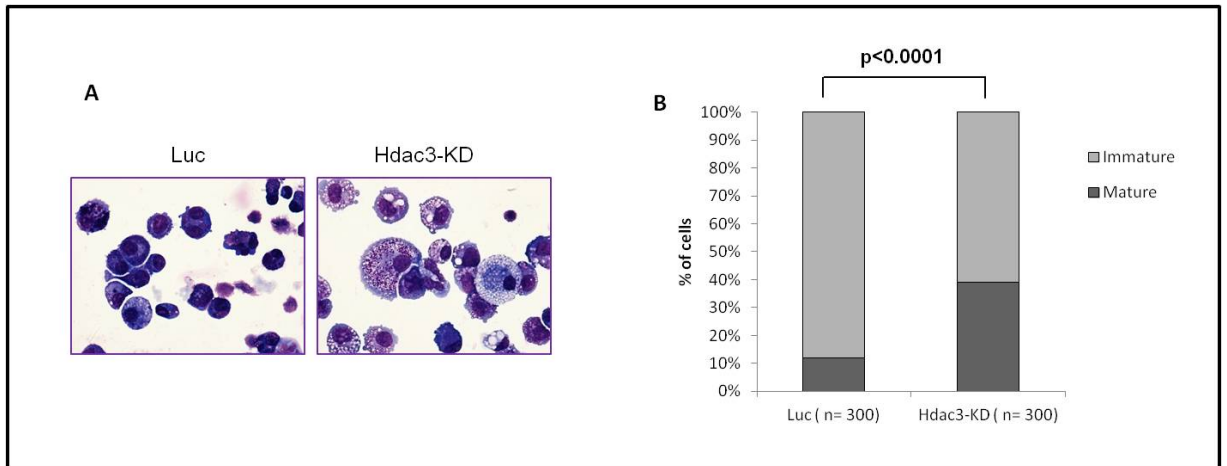 A
Luc
Hdac3-KD
B
p<0.0001
100%
90%
80%
70%
60%
50%
40%
30%
20%
10%
0%
% of cells
Luc ( n= 300)
Hdac3-KD ( n= 300)
Immature
Mature